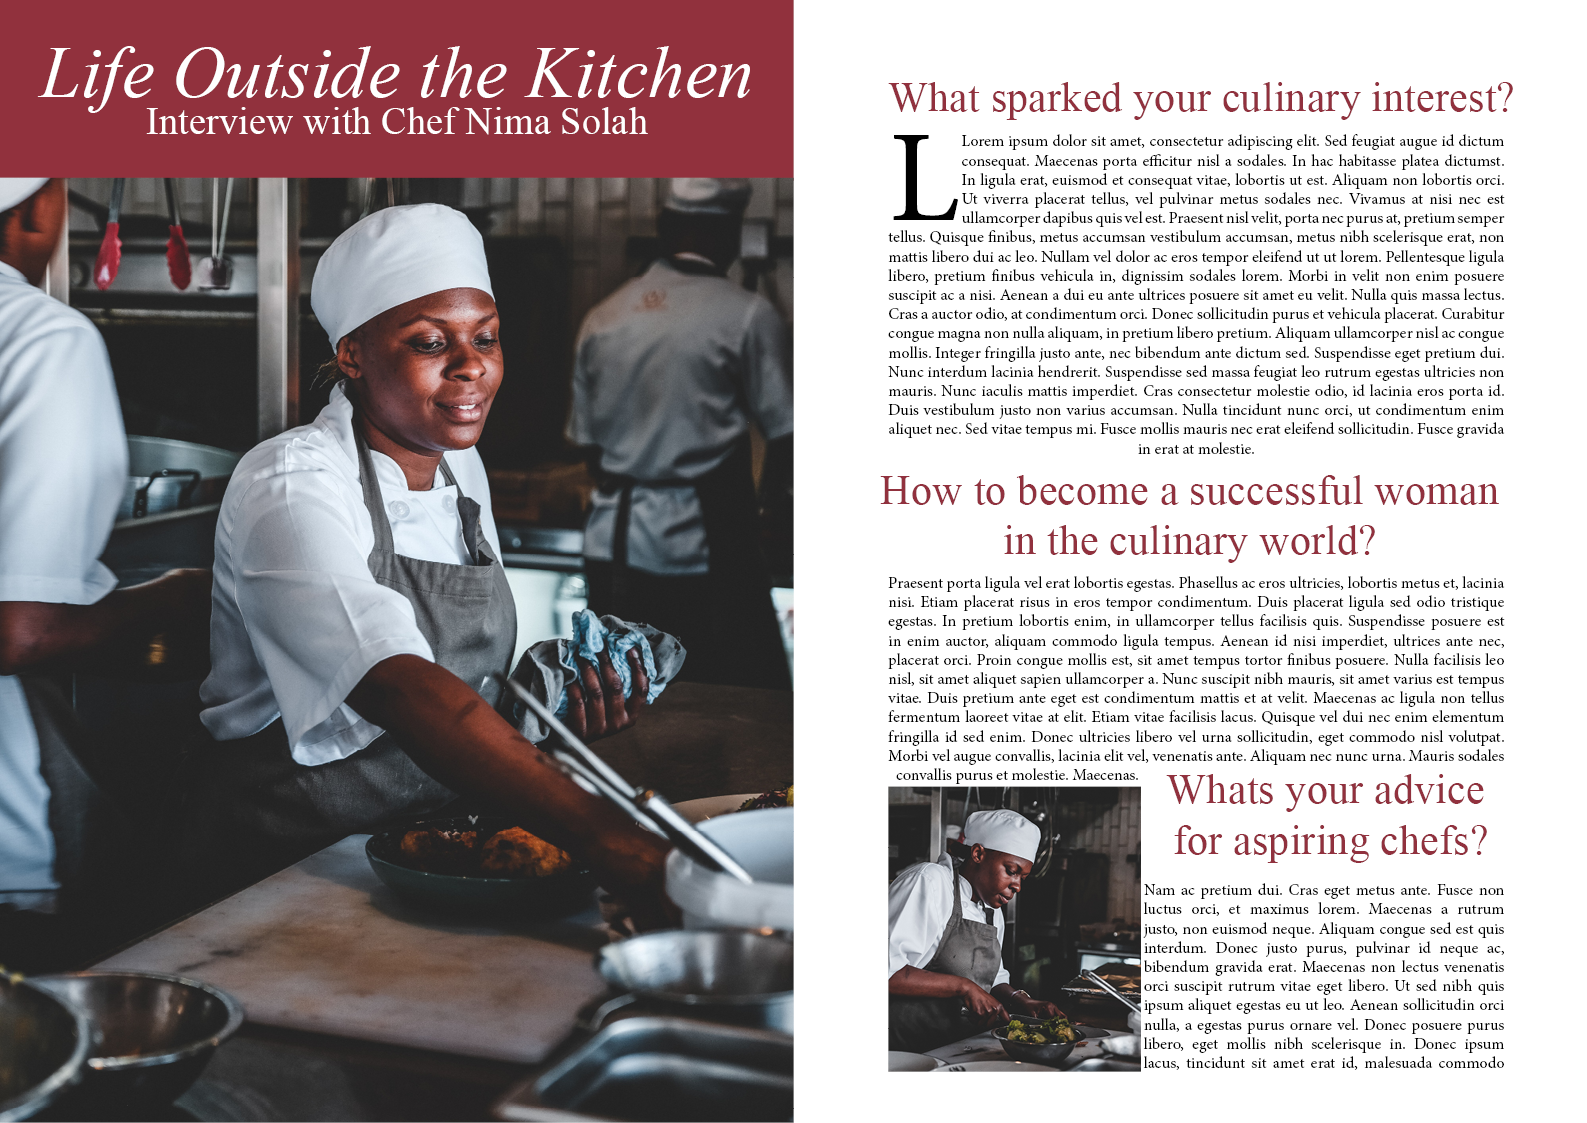 Life Outside the Kitchen
Interview with Chef Nima Solah
What sparked your culinary interest?
L
Lorem ipsum dolor sit amet, consectetur adipiscing elit. Sed feugiat augue id dictum
consequat. Maecenas porta efficitur nisl a sodales. In hac habitasse platea dictumst.
In ligula erat, euismod et consequat vitae, lobortis ut est. Aliquam non lobortis orci.
Ut viverra placerat tellus, vel pulvinar metus sodales nec. Vivamus at nisi nec est
ullamcorper dapibus quis vel est. Praesent nisl velit, porta nec purus at, pretium semper
tellus. Quisque finibus, metus accumsan vestibulum accumsan, metus nibh scelerisque erat, non
mattis libero dui ac leo. Nullam vel dolor ac eros tempor eleifend ut ut lorem. Pellentesque ligula
libero, pretium finibus vehicula in, dignissim sodales lorem. Morbi in velit non enim posuere
suscipit ac a nisi. Aenean a dui eu ante ultrices posuere sit amet eu velit. Nulla quis massa lectus.
Cras a auctor odio, at condimentum orci. Donec sollicitudin purus et vehicula placerat. Curabitur
congue magna non nulla aliquam, in pretium libero pretium. Aliquam ullamcorper nisl ac congue
mollis. Integer fringilla justo ante, nec bibendum ante dictum sed. Suspendisse eget pretium dui.
Nunc interdum lacinia hendrerit. Suspendisse sed massa feugiat leo rutrum egestas ultricies non
mauris. Nunc iaculis mattis imperdiet. Cras consectetur molestie odio, id lacinia eros porta id.
Duis vestibulum justo non varius accumsan. Nulla tincidunt nunc orci, ut condimentum enim
aliquet nec. Sed vitae tempus mi. Fusce mollis mauris nec erat eleifend sollicitudin. Fusce gravida
in erat at molestie.
How to become a successful woman
in the culinary world?
Praesent porta ligula vel erat lobortis egestas. Phasellus ac eros ultricies, lobortis metus et, lacinia
nisi. Etiam placerat risus in eros tempor condimentum. Duis placerat ligula sed odio tristique
egestas. In pretium lobortis enim, in ullamcorper tellus facilisis quis. Suspendisse posuere est
in enim auctor, aliquam commodo ligula tempus. Aenean id nisi imperdiet, ultrices ante nec,
placerat orci. Proin congue mollis est, sit amet tempus tortor finibus posuere. Nulla facilisis leo
nisl, sit amet aliquet sapien ullamcorper a. Nunc suscipit nibh mauris, sit amet varius est tempus
vitae. Duis pretium ante eget est condimentum mattis et at velit. Maecenas ac ligula non tellus
fermentum laoreet vitae at elit. Etiam vitae facilisis lacus. Quisque vel dui nec enim elementum
fringilla id sed enim. Donec ultricies libero vel urna sollicitudin, eget commodo nisl volutpat.
Morbi vel augue convallis, lacinia elit vel, venenatis ante. Aliquam nec nunc urna. Mauris sodales
convallis purus et molestie. Maecenas.
Whats your advice
for aspiring chefs?
Nam ac pretium dui. Cras eget metus ante. Fusce non
luctus orci, et maximus lorem. Maecenas a rutrum
justo, non euismod neque. Aliquam congue sed est quis
interdum. Donec justo purus, pulvinar id neque ac,
bibendum gravida erat. Maecenas non lectus venenatis
orci suscipit rutrum vitae eget libero. Ut sed nibh quis
ipsum aliquet egestas eu ut leo. Aenean sollicitudin orci
nulla, a egestas purus ornare vel. Donec posuere purus
libero, eget mollis nibh scelerisque in. Donec ipsum
lacus, tincidunt sit amet erat id, malesuada commodo